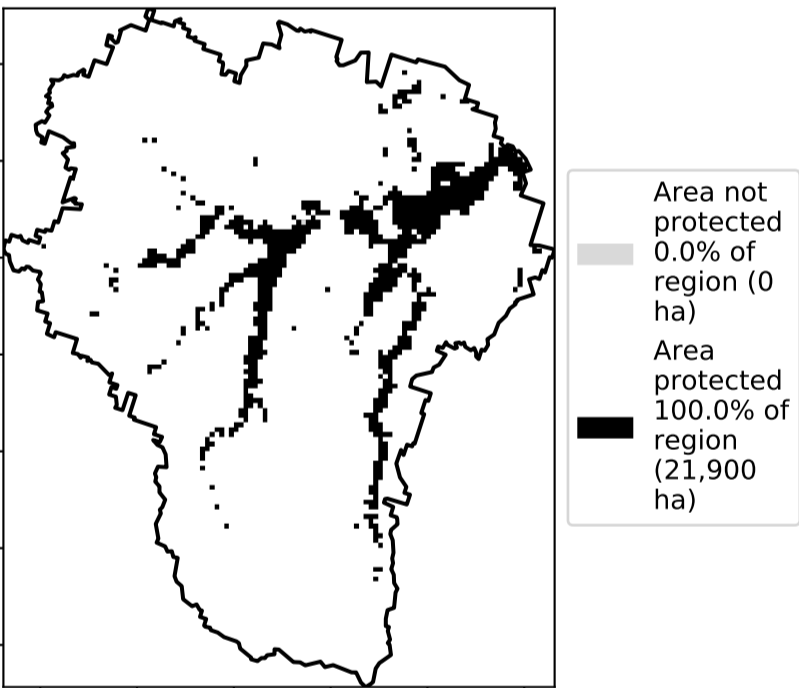 Area not
protected
0.0% of
region (0
ha)
Area
protected
100.0% of
region
(21,900
ha)